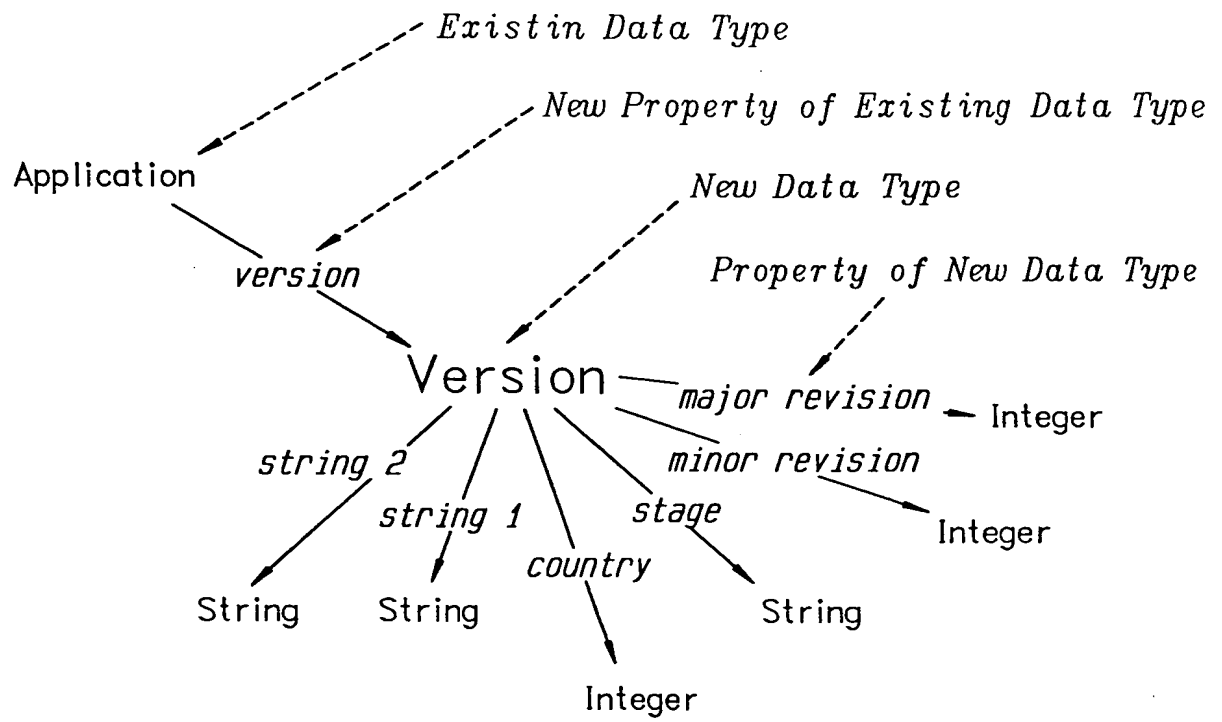 Existin Data Type
New Property of Existing Data Type
Application
New Data Type
version
Property of New Data Type
Version
major revision
Integer
string 2
minor revision
string 1
stage
Integer
country
String
String
String
Integer